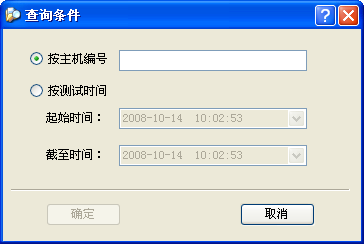 查询条件
按主机编号
按测试时间
起始时间： 2008-10-14 10:02:53
截至时间： 2008-10-14 10:02:53
确定 取消